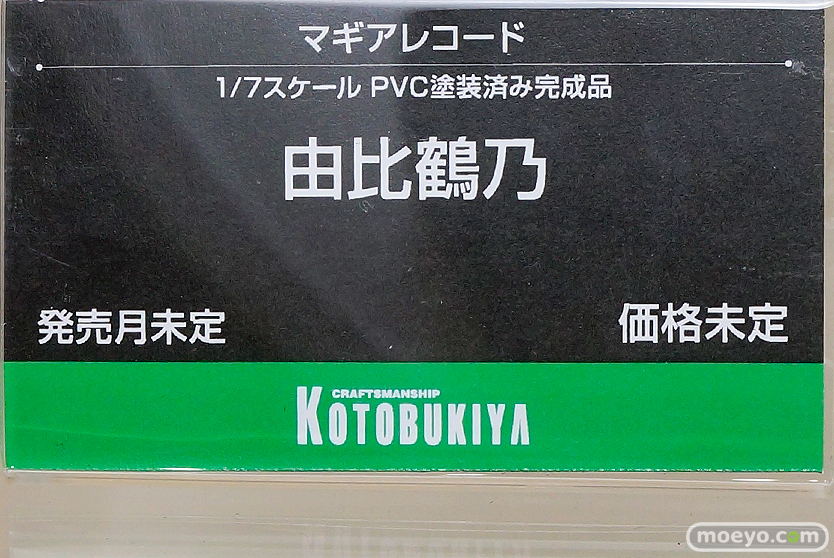 マギアレコード
1/7スケール PVC塗装済み完成品
由比鶴乃
発売月未定
価格未定
CRAFTSMANSHIP
KOTOBUKIYA
moeyo.com